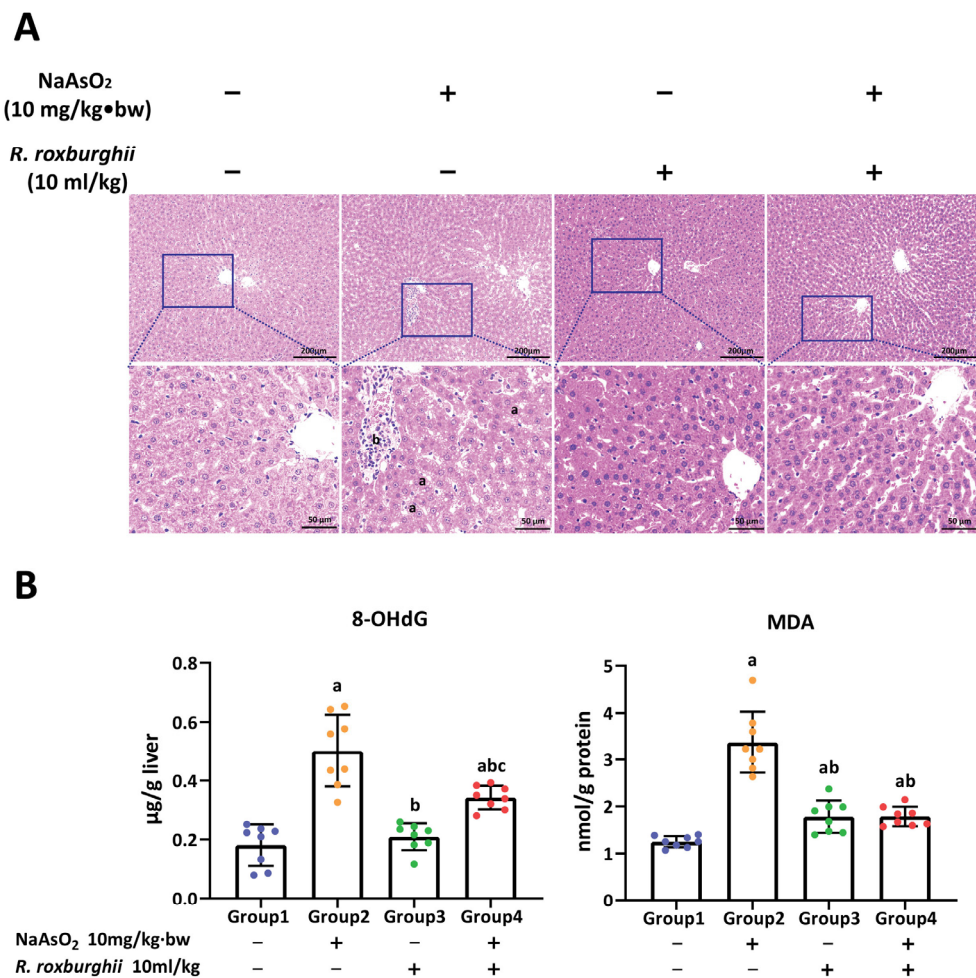 A
NaAsO₂
(10 mg/kg•bw)
− + − +
R. roxburghii
(10 ml/kg)
− − + +
200μm 200μm 200μm 200μm
a
b
a
a
50 μm 50 μm 50 μm 50 μm
B
8-OHdG
μg/g liver
0.8
0.6
0.4
0.2
0.0
a
b
abc
Group1 Group2 Group3 Group4
MDA
nmol/g protein
5
4
3
2
1
0
a
ab
ab
Group1 Group2 Group3 Group4
NaAsO₂ 10mg/kg·bw − + − + − + − +
R. roxburghii 10ml/kg − − + + − − + +